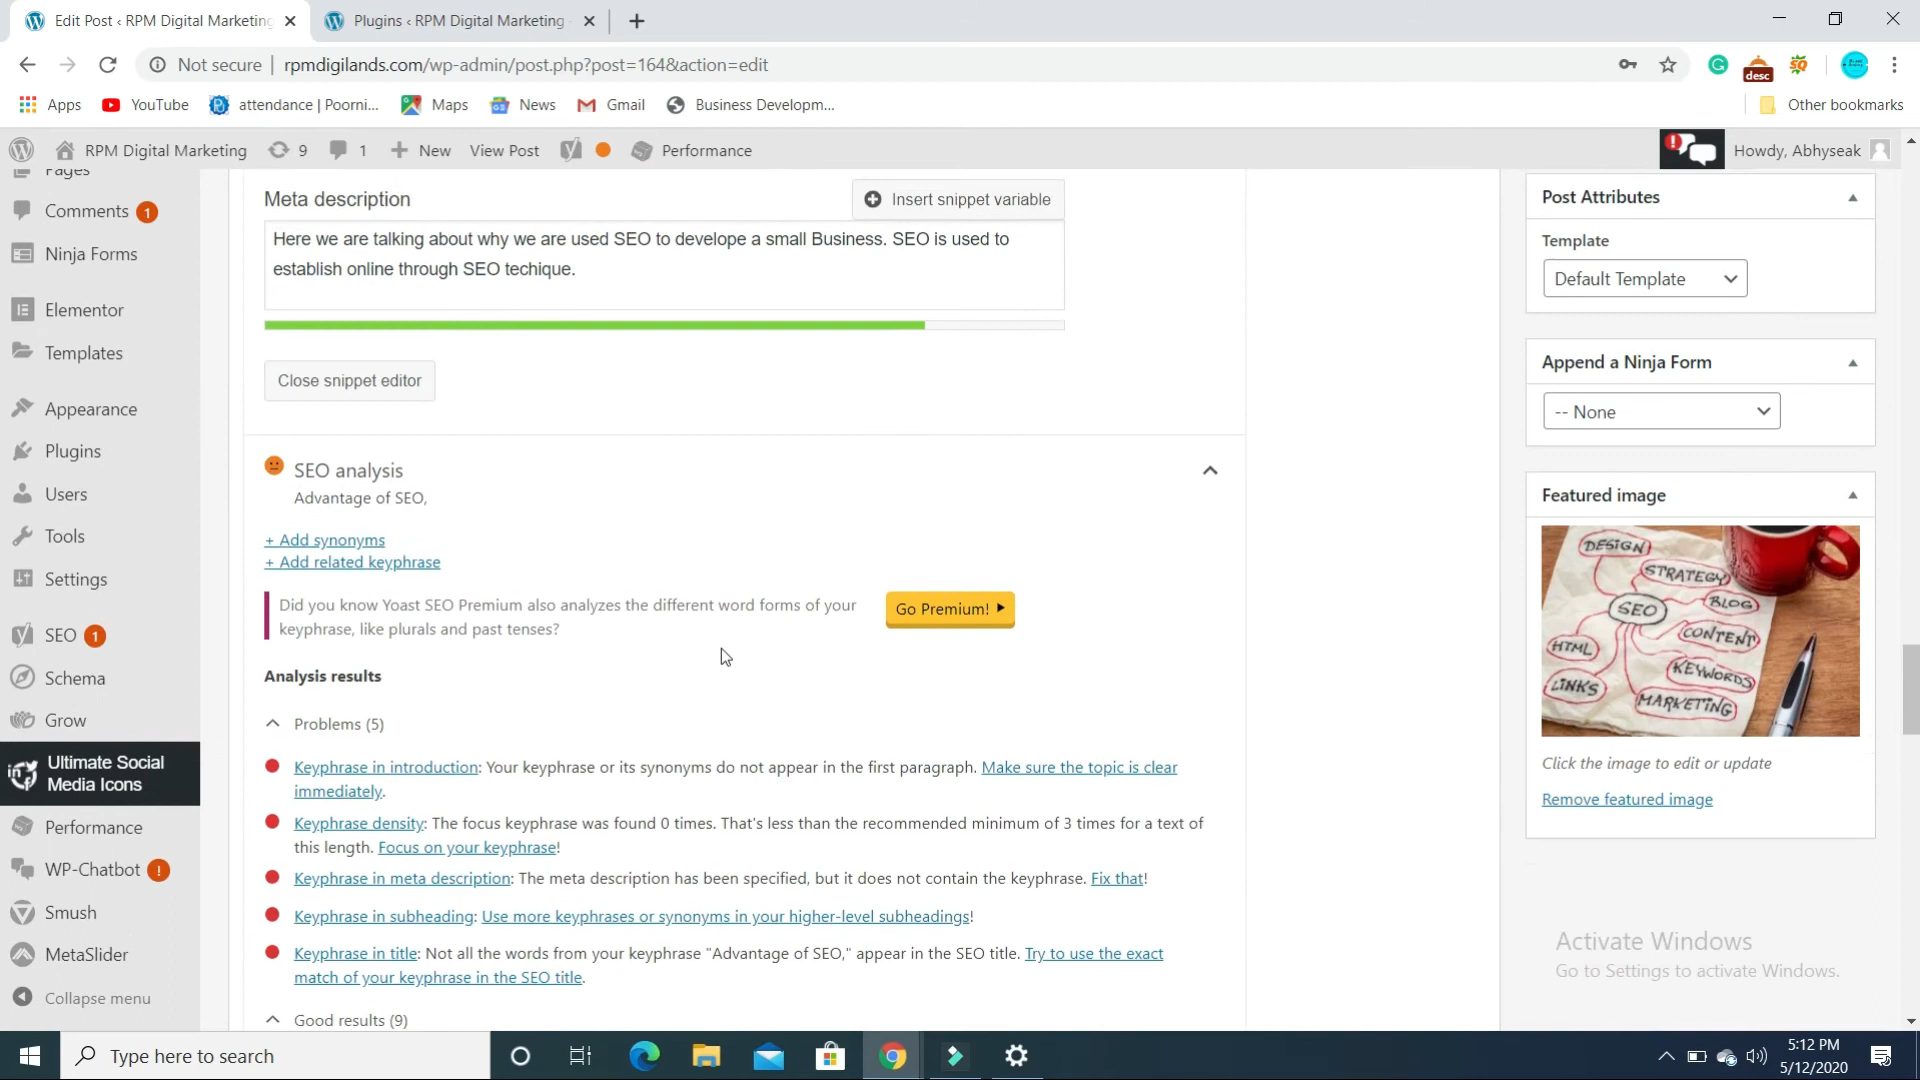 Edit Post ‹ RPM Digital Marketing
Plugins ‹ RPM Digital Marketing
Not secure | rpmdigilands.com/wp-admin/post.php?post=164&action=edit
desc
SQ
Apps
YouTube
attendance | Poorni...
Maps
News
Gmail
Business Developm...
Other bookmarks
RPM Digital Marketing
9
1
New
View Post
Performance
Howdy, Abhyseak
Pages
Comments 1
Ninja Forms
Elementor
Templates
Appearance
Plugins
Users
Tools
Settings
SEO 1
Schema
Grow
Ultimate Social
Media Icons
Performance
WP-Chatbot !
Smush
MetaSlider
Collapse menu
Meta description
Insert snippet variable
Here we are talking about why we are used SEO to develope a small Business. SEO is used to
establish online through SEO techique.
Close snippet editor
SEO analysis
Advantage of SEO,
+ Add synonyms
+ Add related keyphrase
Did you know Yoast SEO Premium also analyzes the different word forms of your
keyphrase, like plurals and past tenses?
Go Premium!
Analysis results
Problems (5)
Keyphrase in introduction: Your keyphrase or its synonyms do not appear in the first paragraph. Make sure the topic is clear
immediately.
Keyphrase density: The focus keyphrase was found 0 times. That's less than the recommended minimum of 3 times for a text of
this length. Focus on your keyphrase!
Keyphrase in meta description: The meta description has been specified, but it does not contain the keyphrase. Fix that!
Keyphrase in subheading: Use more keyphrases or synonyms in your higher-level subheadings!
Keyphrase in title: Not all the words from your keyphrase "Advantage of SEO," appear in the SEO title. Try to use the exact
match of your keyphrase in the SEO title.
Good results (9)
Post Attributes
Template
Default Template
Append a Ninja Form
-- None
Featured image
DESIGN
STRATEGY
SEO
BLOG
CONTENT
HTML
KEYWORDS
LINKS
MARKETING
Click the image to edit or update
Remove featured image
Activate Windows
Go to Settings to activate Windows.
Type here to search
5:12 PM
5/12/2020